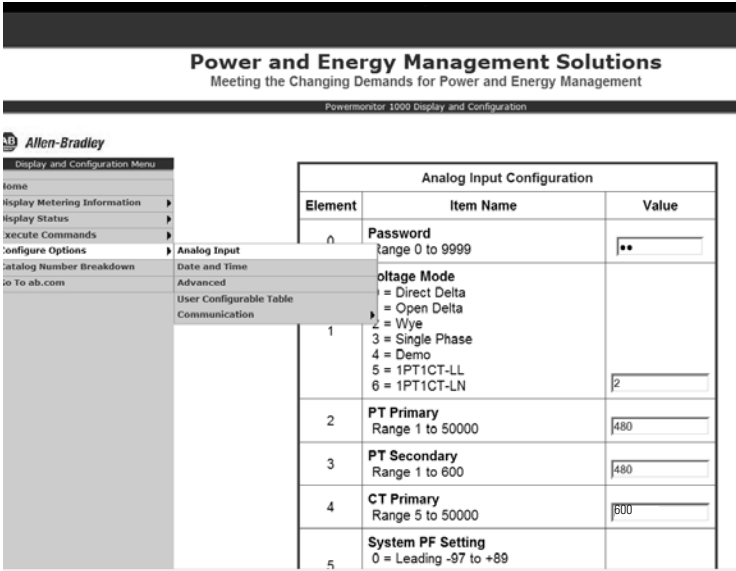 Power and Energy Management Solutions
Meeting the Changing Demands for Power and Energy Management
Powermonitor 1000 Display and Configuration
AB Allen-Bradley
Display and Configuration Menu
Home
Display Metering Information
Display Status
Execute Commands
Configure Options
Catalog Number Breakdown
Go To ab.com
Analog Input
Date and Time
Advanced
User Configurable Table
Communication
Analog Input Configuration
Element Item Name Value
0 Password
Range 0 to 9999
••
1
Voltage Mode
= Direct Delta
= Open Delta
2 = Wye
3 = Single Phase
4 = Demo
5 = 1PT1CT-LL
6 = 1PT1CT-LN
2
2 PT Primary
Range 1 to 50000
480
3 PT Secondary
Range 1 to 600
480
4 CT Primary
Range 5 to 50000
600
5 System PF Setting
0 = Leading -97 to +89